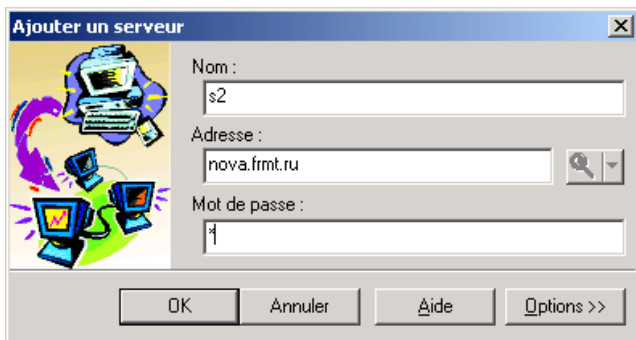 Ajouter un serveur
Nom :
s2
Adresse :
nova.frmt.ru
Mot de passe :
*
OK Annuler Aide Options >>